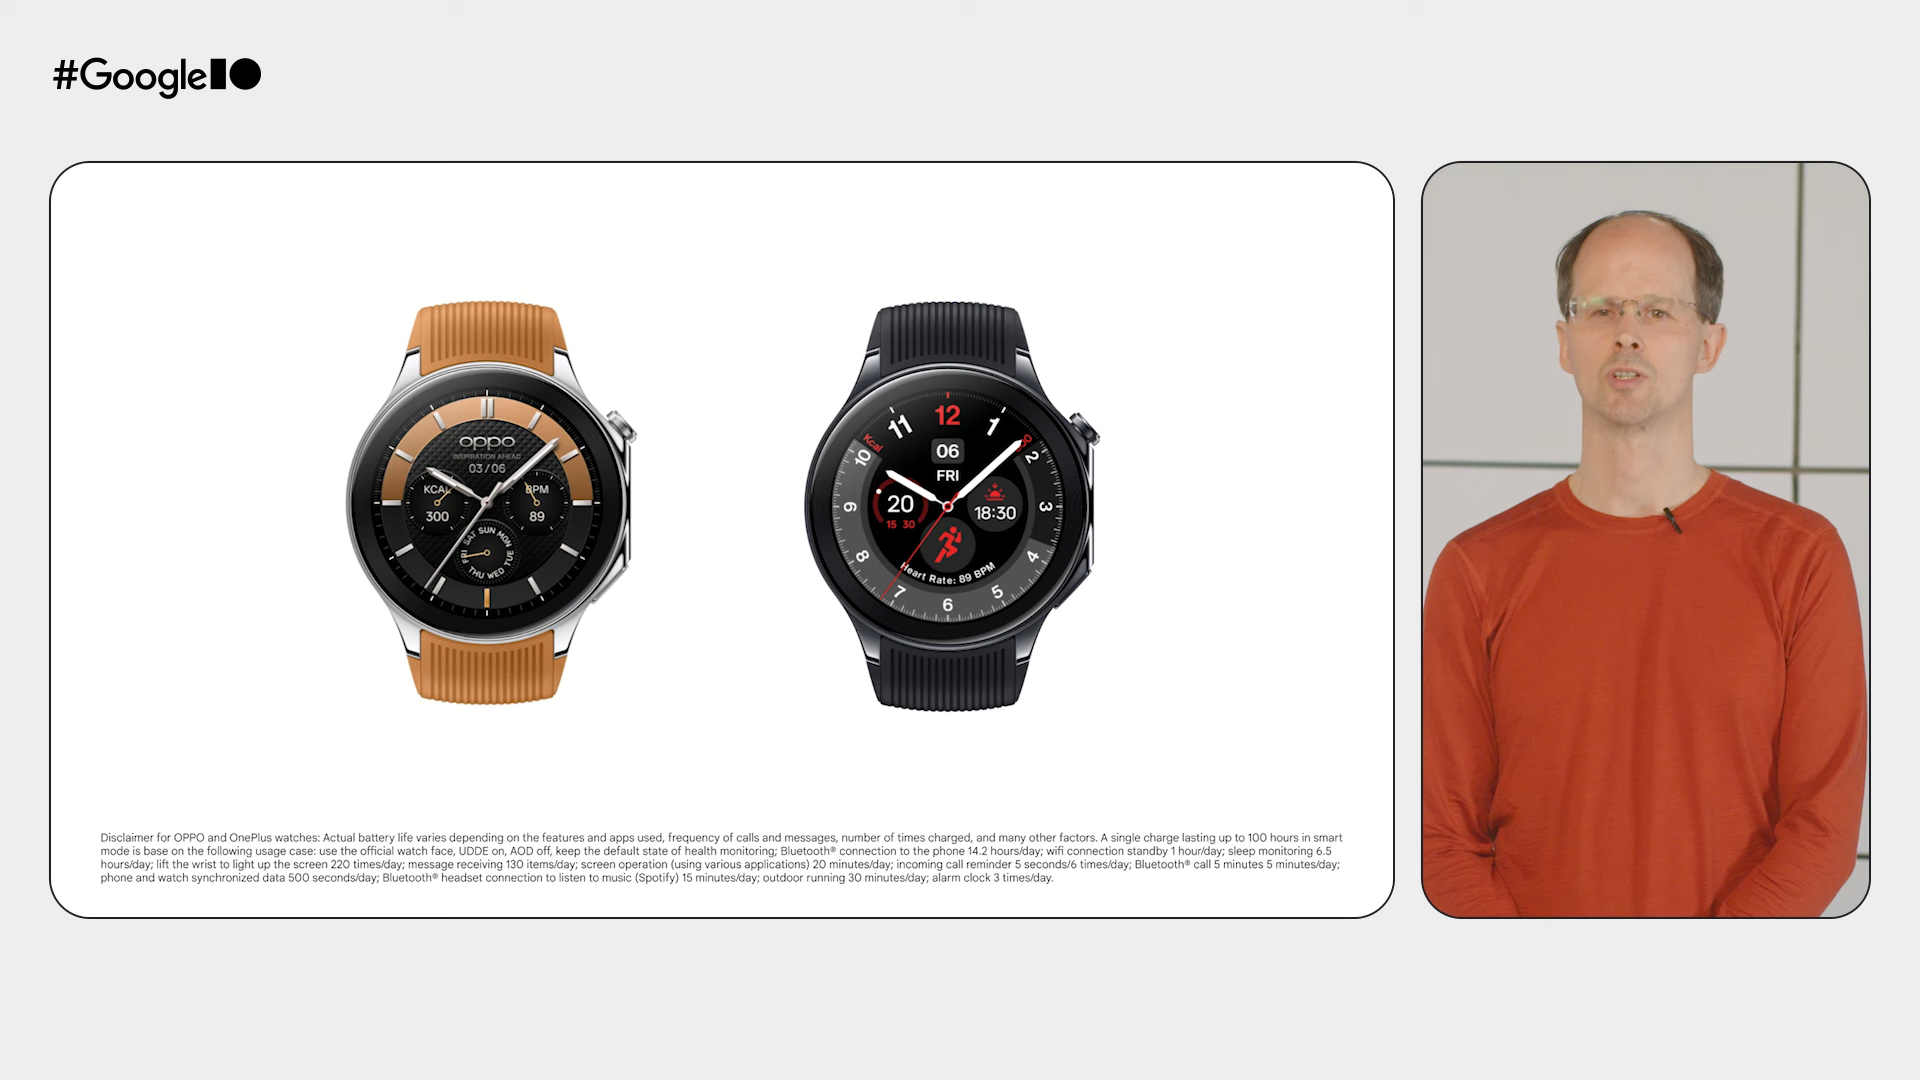 #GoogleIO
oppo
INSPIRATION AHEAD
03/06
KCAL
300
BPM
89
SAT SUN MON
FRI
THU WED TUE
12
11
1
Kcal
10
2
06
FRI
20
15 30
18:30
9
3
8
4
Heart Rate: 89 BPM
7
5
6
Disclaimer for OPPO and OnePlus watches: Actual battery life varies depending on the features and apps used, frequency of calls and messages, number of times charged, and many other factors. A single charge lasting up to 100 hours in smart
mode is base on the following usage case: use the official watch face, UDDE on, AOD off, keep the default state of health monitoring; Bluetooth® connection to the phone 14.2 hours/day; wifi connection standby 1 hour/day; sleep monitoring 6.5
hours/day; lift the wrist to light up the screen 220 times/day; message receiving 130 items/day; screen operation (using various applications) 20 minutes/day; incoming call reminder 5 seconds/6 times/day; Bluetooth® call 5 minutes 5 minutes/day;
phone and watch synchronized data 500 seconds/day; Bluetooth® headset connection to listen to music (Spotify) 15 minutes/day; outdoor running 30 minutes/day; alarm clock 3 times/day.